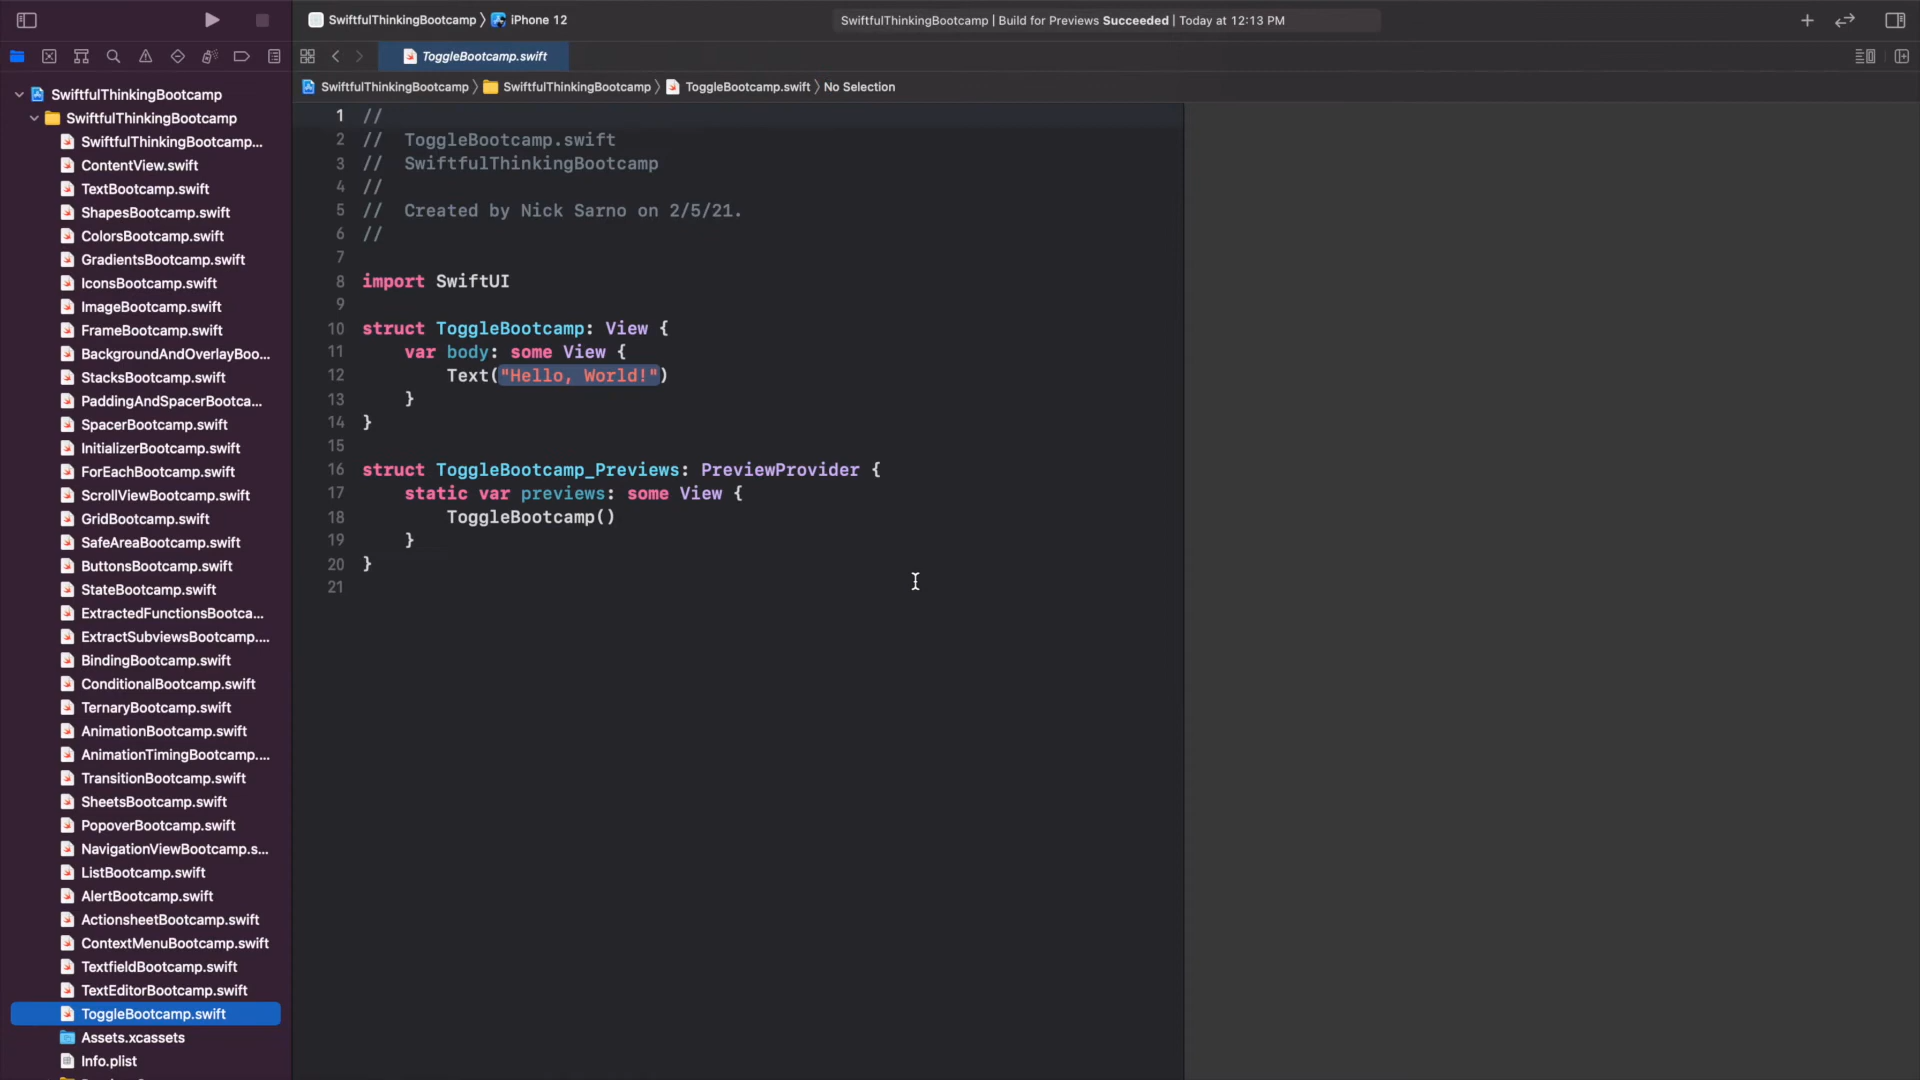 SwiftfulThinkingBootcamp 〉 iPhone 12
SwiftfulThinkingBootcamp | Build for Previews Succeeded | Today at 12:13 PM
ToggleBootcamp.swift
SwiftfulThinkingBootcamp 〉 SwiftfulThinkingBootcamp 〉 ToggleBootcamp.swift 〉 No Selection
SwiftfulThinkingBootcamp
SwiftfulThinkingBootcamp
SwiftfulThinkingBootcamp...
ContentView.swift
TextBootcamp.swift
ShapesBootcamp.swift
ColorsBootcamp.swift
GradientsBootcamp.swift
IconsBootcamp.swift
ImageBootcamp.swift
FrameBootcamp.swift
BackgroundAndOverlayBoo...
StacksBootcamp.swift
PaddingAndSpacerBootca...
SpacerBootcamp.swift
InitializerBootcamp.swift
ForEachBootcamp.swift
ScrollViewBootcamp.swift
GridBootcamp.swift
SafeAreaBootcamp.swift
ButtonsBootcamp.swift
StateBootcamp.swift
ExtractedFunctionsBootca...
ExtractSubviewsBootcamp....
BindingBootcamp.swift
ConditionalBootcamp.swift
TernaryBootcamp.swift
AnimationBootcamp.swift
AnimationTimingBootcamp....
TransitionBootcamp.swift
SheetsBootcamp.swift
PopoverBootcamp.swift
NavigationViewBootcamp.s...
ListBootcamp.swift
AlertBootcamp.swift
ActionsheetBootcamp.swift
ContextMenuBootcamp.swift
TextfieldBootcamp.swift
TextEditorBootcamp.swift
ToggleBootcamp.swift
Assets.xcassets
Info.plist
1 //
2 //  ToggleBootcamp.swift
3 //  SwiftfulThinkingBootcamp
4 //
5 //  Created by Nick Sarno on 2/5/21.
6 //
7
8 import SwiftUI
9
10 struct ToggleBootcamp: View {
11     var body: some View {
12         Text("Hello, World!")
13     }
14 }
15
16 struct ToggleBootcamp_Previews: PreviewProvider {
17     static var previews: some View {
18         ToggleBootcamp()
19     }
20 }
21